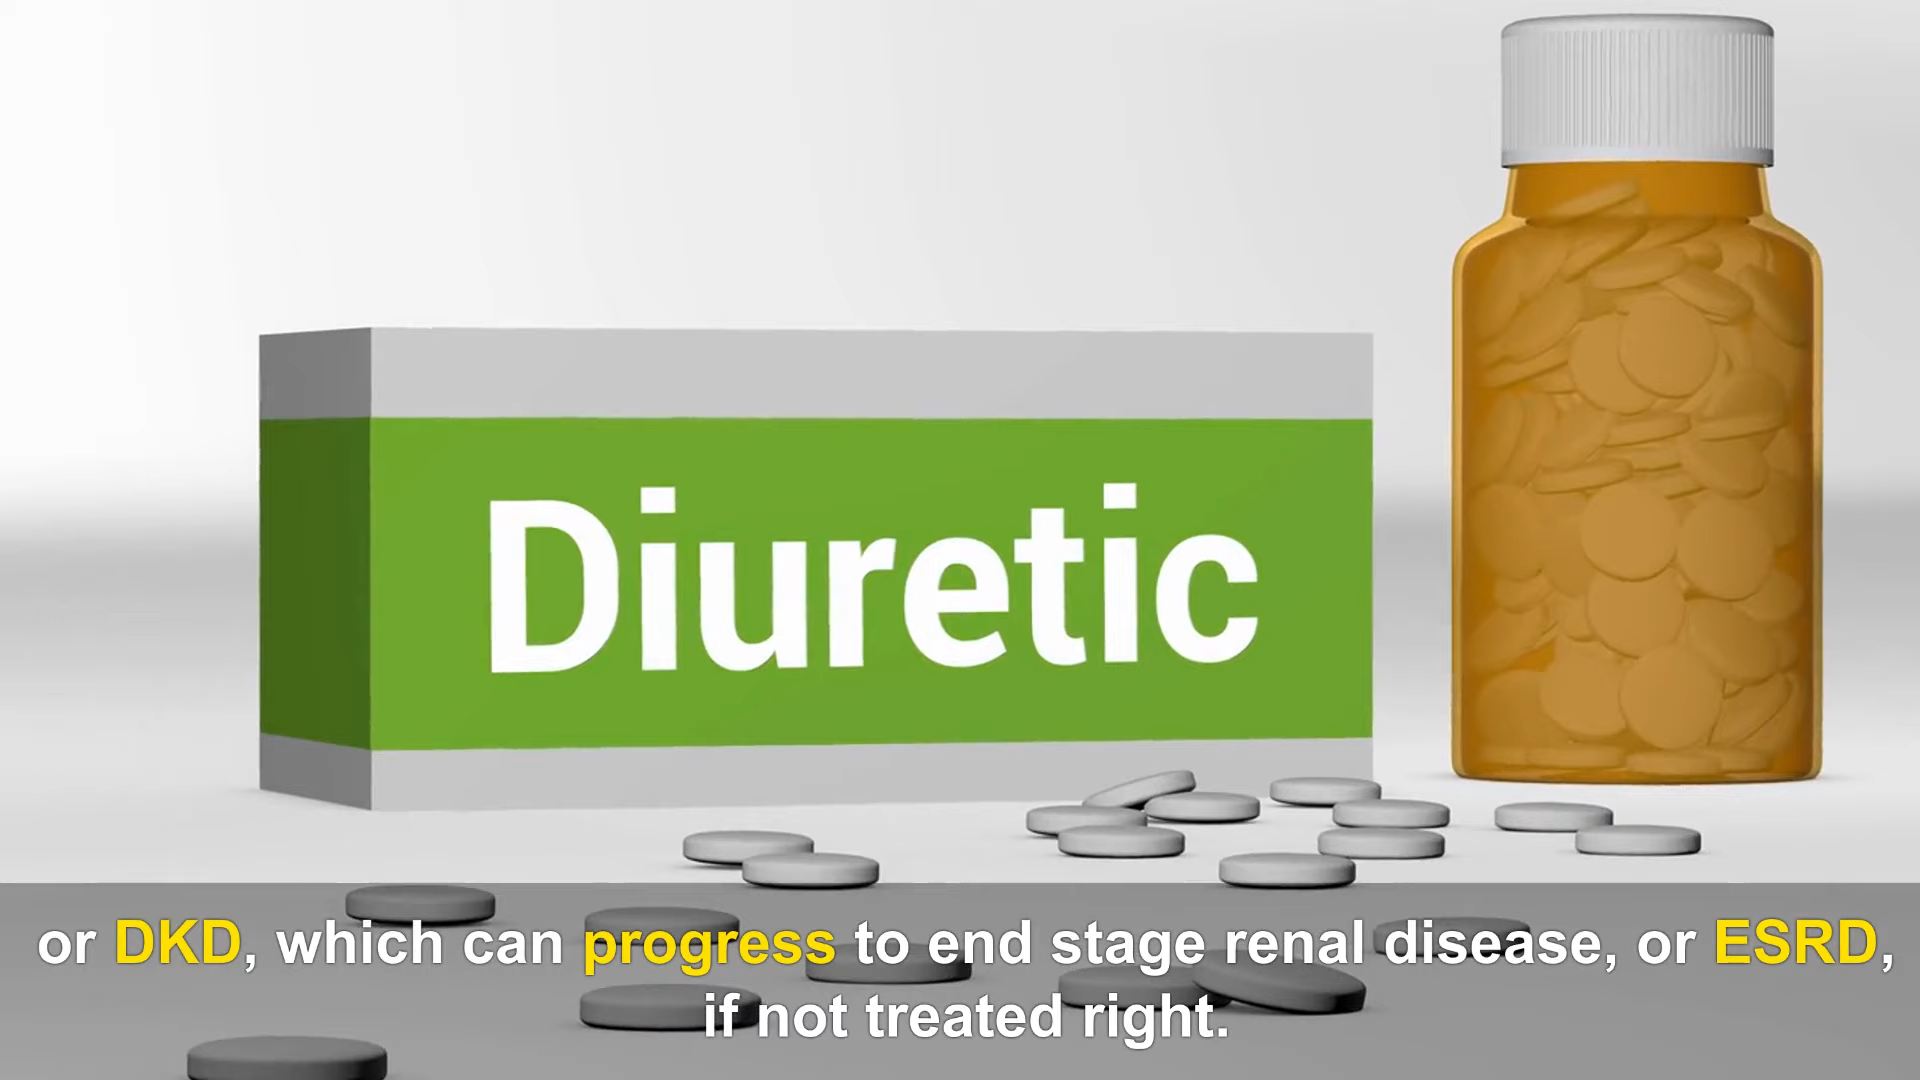 Diuretic
or DKD, which can progress to end stage renal disease, or ESRD,
if not treated right.